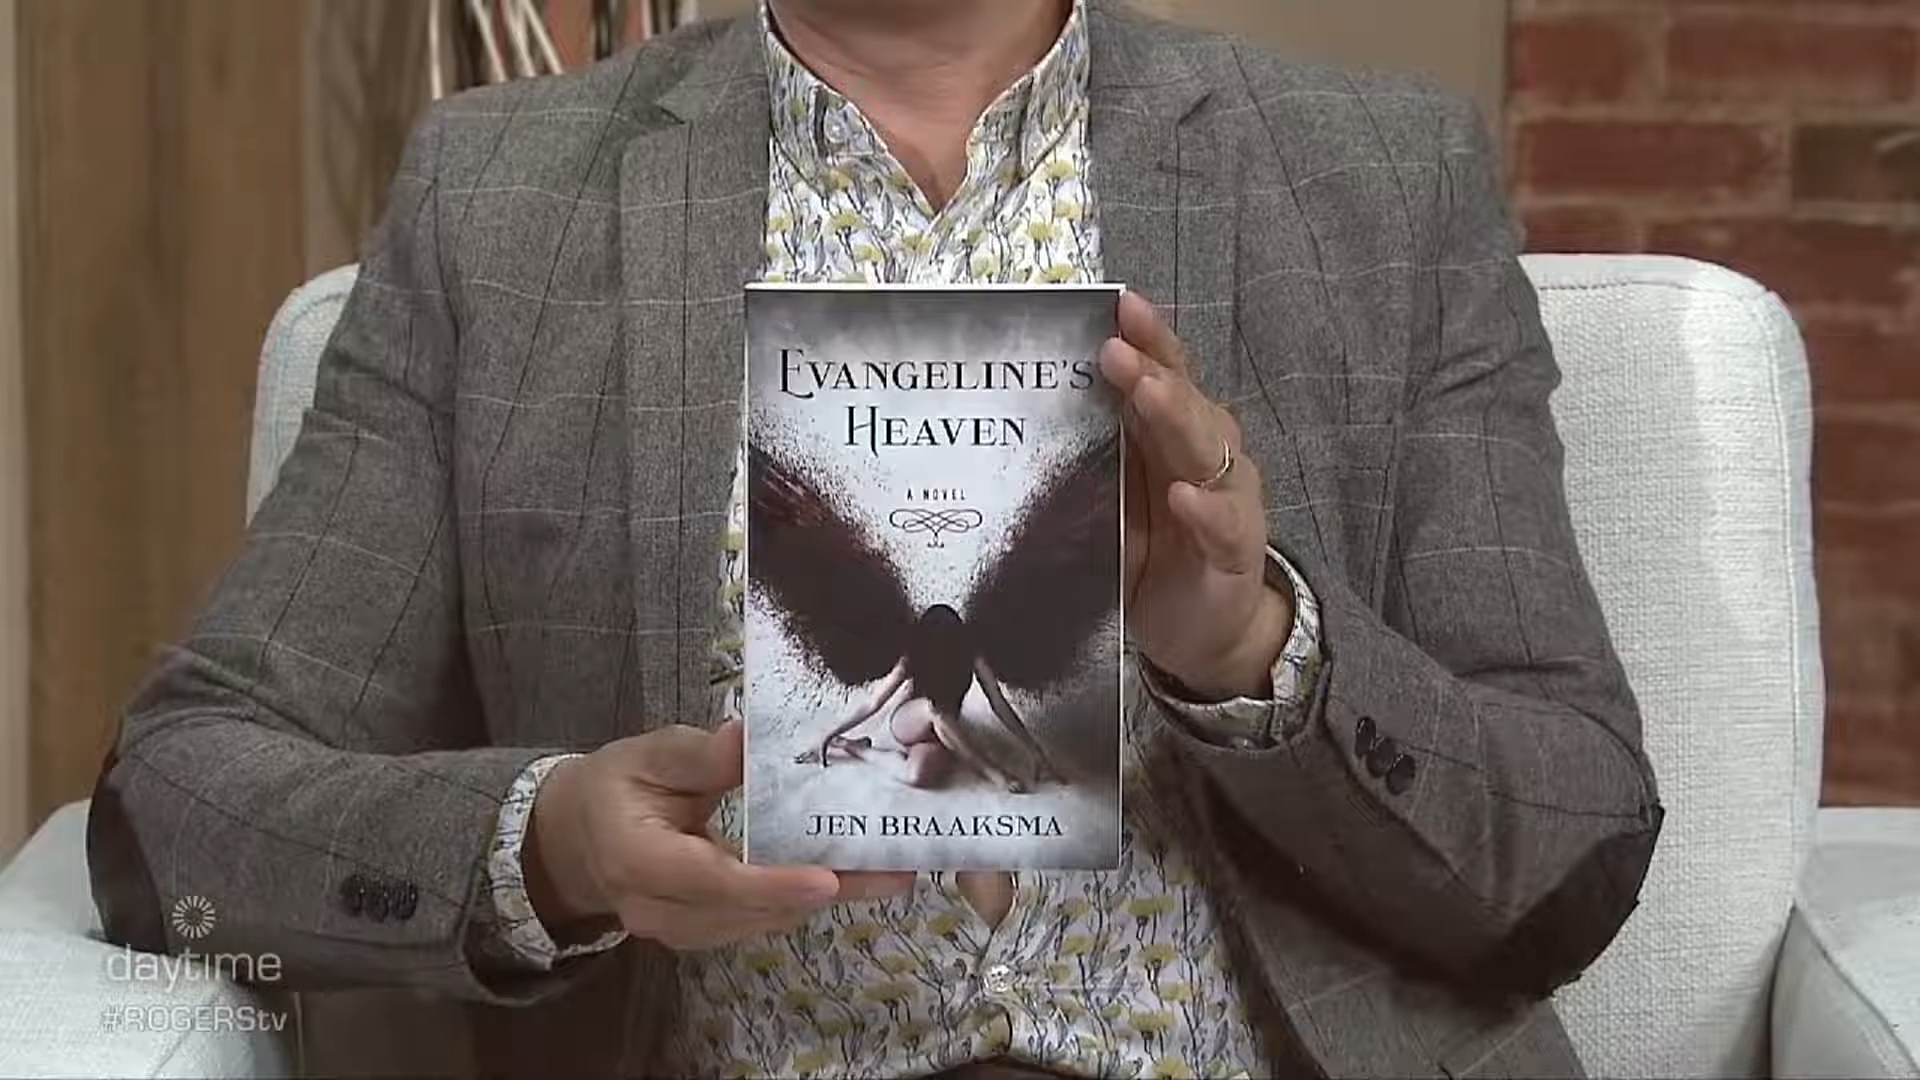 EVANGELINE'S
HEAVEN
A NOVEL
JEN BRAAKSMA
daytime
#ROGERStv